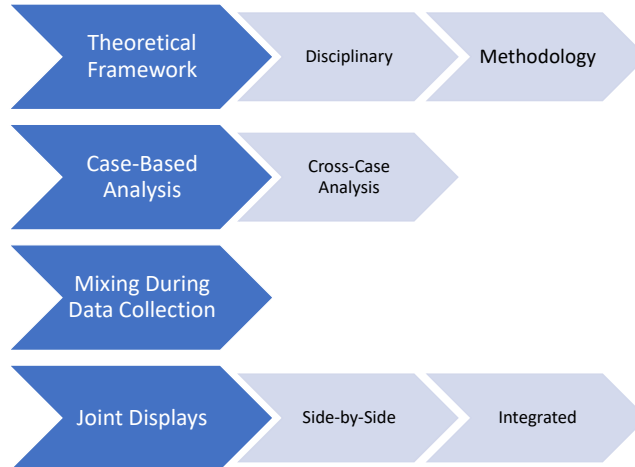 Theoretical
Framework
Disciplinary
Methodology
Case-Based
Analysis
Cross-Case
Analysis
Mixing During
Data Collection
Joint Displays
Side-by-Side
Integrated